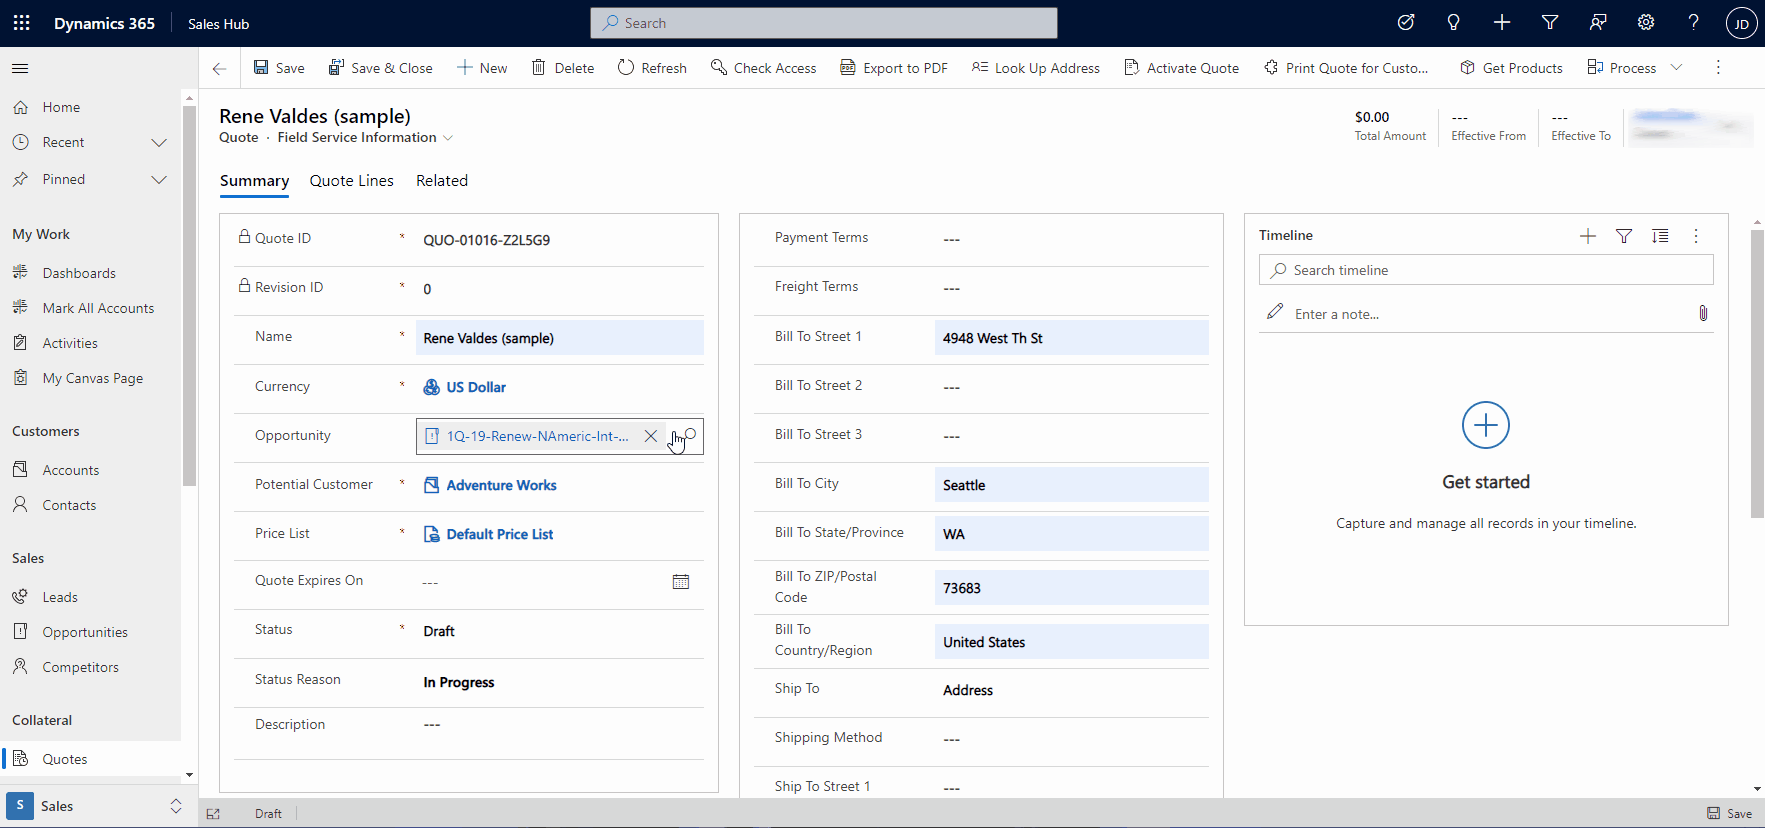 Dynamics 365
Sales Hub
Search
JD
Save
Save & Close
New
Delete
Refresh
Check Access
Export to PDF
Look Up Address
Activate Quote
Print Quote for Custo...
Get Products
Process
Home
Recent
Pinned
My Work
Dashboards
Mark All Accounts
Activities
My Canvas Page
Customers
Accounts
Contacts
Sales
Leads
Opportunities
Competitors
Collateral
Quotes
S
Sales
Rene Valdes (sample)
Quote · Field Service Information
$0.00
Total Amount
---
Effective From
---
Effective To
Summary
Quote Lines
Related
Quote ID * QUO-01016-Z2L5G9
Revision ID * 0
Name * Rene Valdes (sample)
Currency * US Dollar
Opportunity 1Q-19-Renew-NAmeric-Int-...
Potential Customer * Adventure Works
Price List * Default Price List
Quote Expires On ---
Status * Draft
Status Reason In Progress
Description ---
Payment Terms ---
Freight Terms ---
Bill To Street 1 4948 West Th St
Bill To Street 2 ---
Bill To Street 3 ---
Bill To City Seattle
Bill To State/Province WA
Bill To ZIP/Postal
Code
73683
Bill To
Country/Region
United States
Ship To Address
Shipping Method ---
Ship To Street 1 ---
Timeline
Search timeline
Enter a note...
Get started
Capture and manage all records in your timeline.
Draft
Save